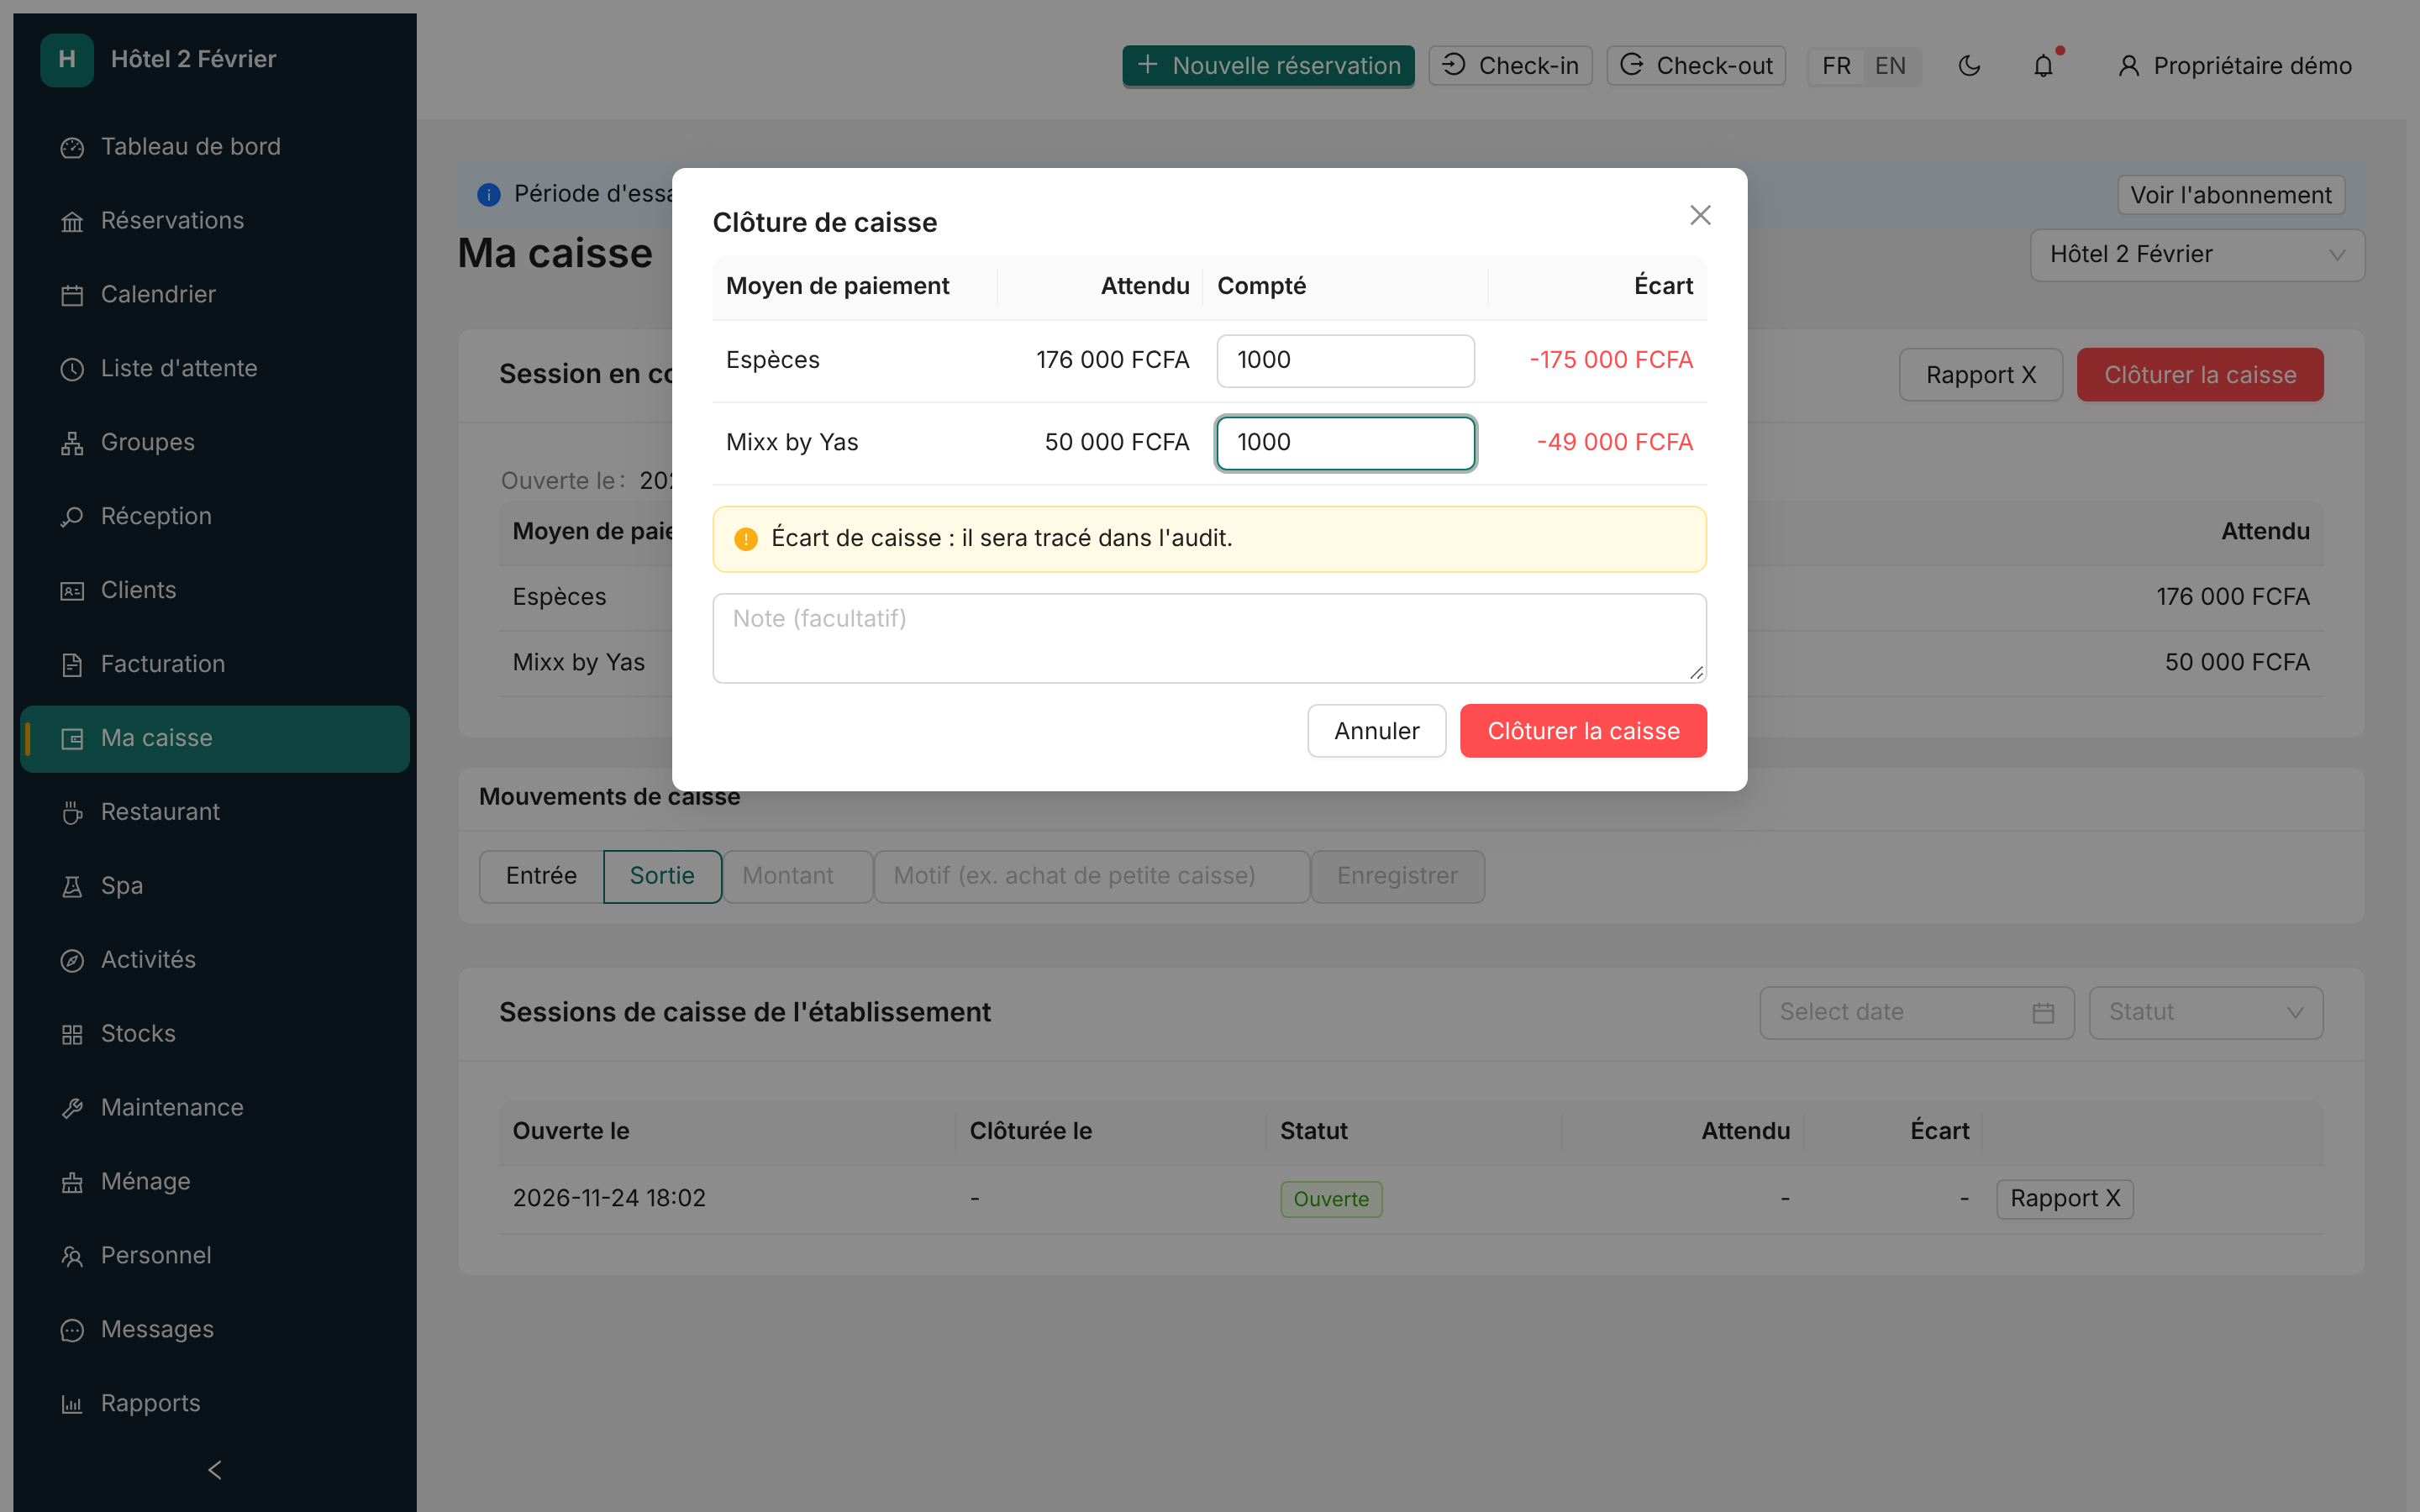 H Hôtel 2 Février
Nouvelle réservation Check-in Check-out FR EN Propriétaire démo
Tableau de bord
Réservations
Calendrier
Liste d'attente
Groupes
Réception
Clients
Facturation
Ma caisse
Restaurant
Spa
Activités
Stocks
Maintenance
Ménage
Personnel
Messages
Rapports
Période d'essa
Voir l'abonnement
Ma caisse
Hôtel 2 Février
Session en co
Rapport X Clôturer la caisse
Ouverte le : 202
Moyen de paie Attendu
Espèces 176 000 FCFA
Mixx by Yas 50 000 FCFA
Clôture de caisse
Moyen de paiement Attendu Compté Écart
Espèces 176 000 FCFA 1000 -175 000 FCFA
Mixx by Yas 50 000 FCFA 1000 -49 000 FCFA
Écart de caisse : il sera tracé dans l'audit.
Note (facultatif)
Annuler Clôturer la caisse
Mouvements de caisse
Entrée Sortie Montant Motif (ex. achat de petite caisse) Enregistrer
Sessions de caisse de l'établissement Select date Statut
Ouverte le Clôturée le Statut Attendu Écart
2026-11-24 18:02 - Ouverte - - Rapport X